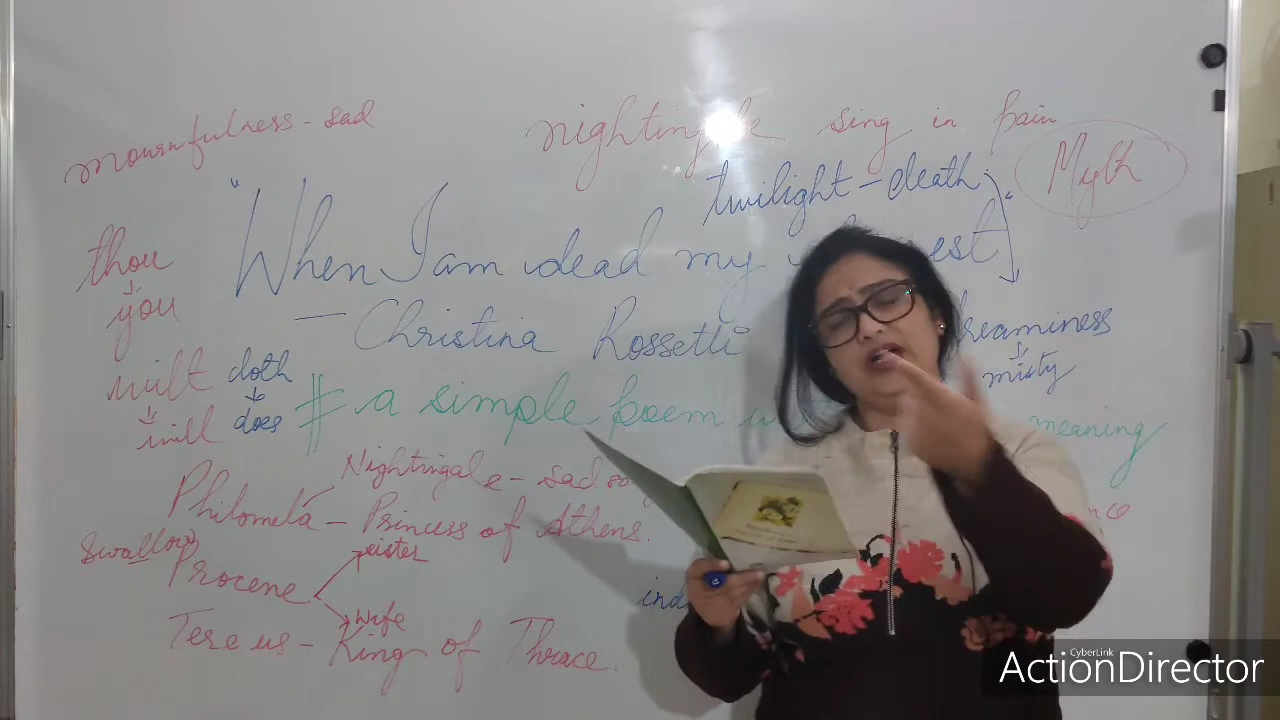 mournfulness - sad
nightingale sing in pain
Myth
twilight - death
"When I am dead my
— Christina Rossetti
thou
you
wilt
will
doth
does
misty
# a simple poem
meaning
Nightingale - sad
Philomela - Princess of Athens.
Swallow
sister
Procene
Wife
Tereus - King of Thrace.
CyberLink
ActionDirector